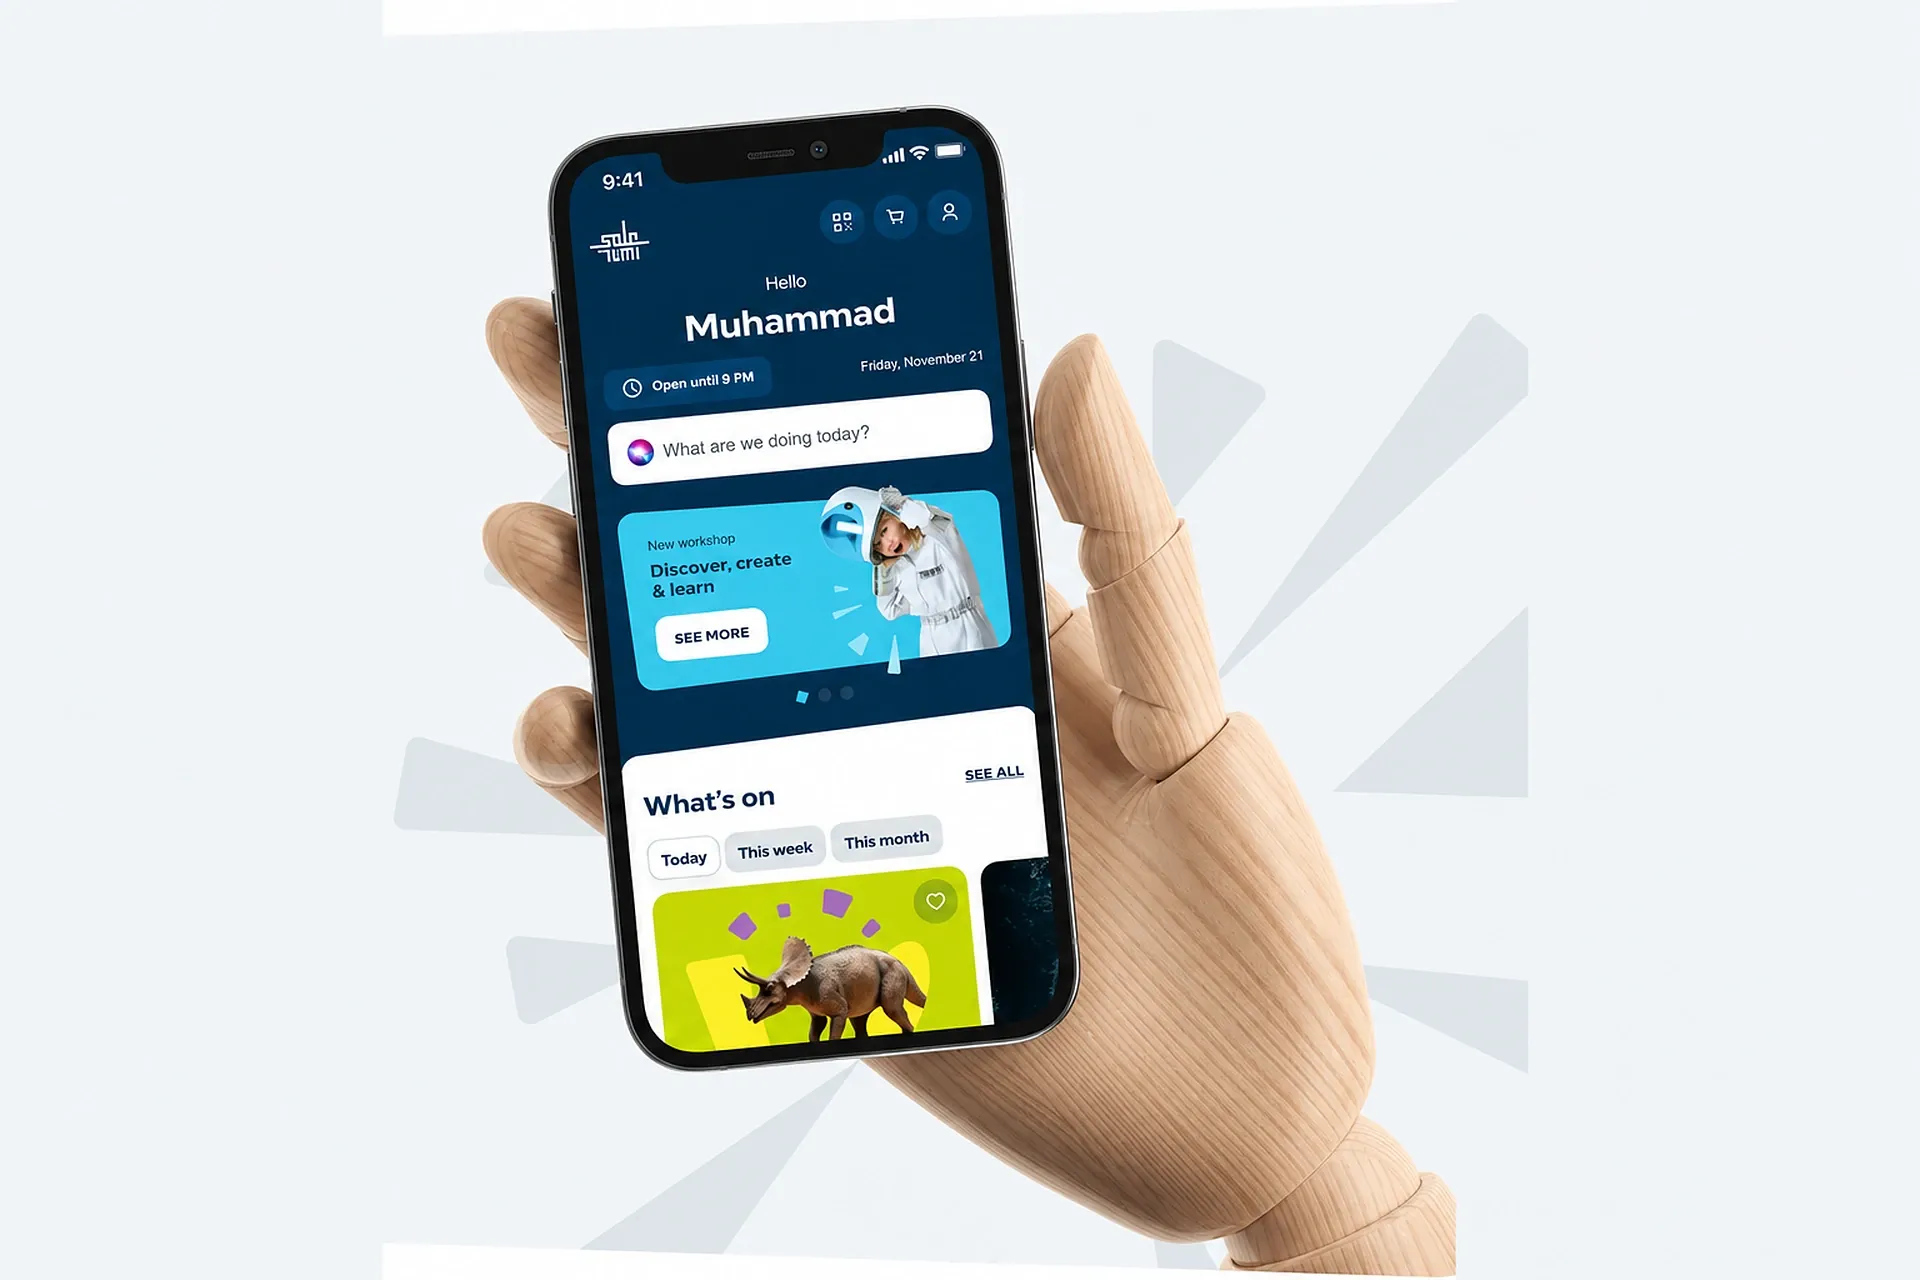 9:41
Hello
Muhammad
Open until 9 PM
Friday, November 21
What are we doing today?
New workshop
Discover, create
& learn
SEE MORE
What's on
SEE ALL
Today
This week
This month